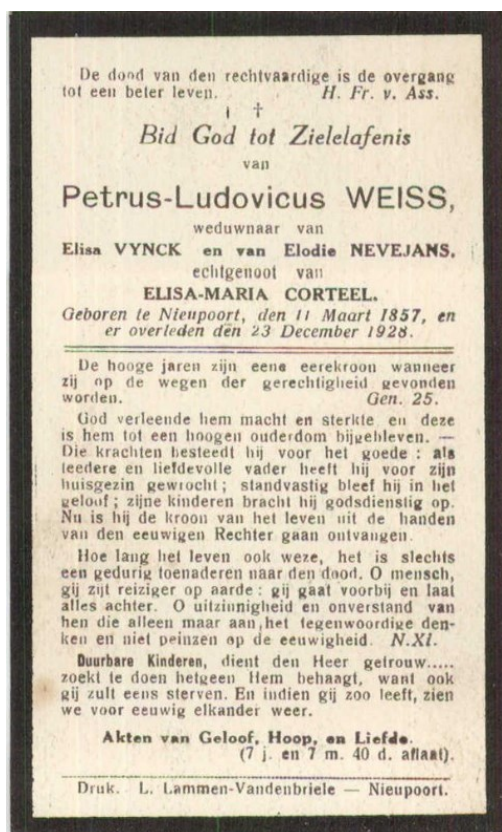 De dood van den rechtvaardige is de overgang
tot een beter leven. H. Fr. v. Ass.
†
Bid God tot Zielelafenis
van
Petrus-Ludovicus WEISS,
weduwnaar van
Elisa VYNCK en van Elodie NEVEJANS.
echtgenoot van
ELISA-MARIA CORTEEL.
Geboren te Nieupoort, den 11 Maart 1857, en
er overleden den 23 December 1928.
De hooge jaren zijn eene eerekroon wanneer
zij op de wegen der gerechtigheid gevonden
worden. Gen. 25.
God verleende hem macht en sterkte en deze
is hem tot een hoogen ouderdom bijgebleven. —
Die krachten besteedt hij voor het goede : als
teedere en liefdevolle vader heeft hij voor zijn
huisgezin gewrocht ; standvastig bleef hij in het
geloof ; zijne kinderen bracht hij godsdienstig op.
Nu is hij de kroon van het leven uit de handen
van den eeuwigen Rechter gaan ontvangen.
Hoe lang het leven ook weze, het is slechts
een gedurig toenaderen naar den dood. O mensch,
gij zijt reiziger op aarde : gij gaat voorbij en laat
alles achter. O uitzinnigheid en onverstand van
hen die alleen maar aan, het tegenwoordige den-
ken en niet peinzen op de eeuwigheid. N.XI.
Duurbare Kinderen, dient den Heer getrouw.....
zoekt te doen hetgeen Hem behaagt, want ook
gij zult eens sterven. En indien gij zoo leeft, zien
we voor eeuwig elkander weer.
Akten van Geloof, Hoop, en Liefde.
(7 j. en 7 m. 40 d. aflaat).
Druk. L. Lammen-Vandenbriele — Nieupoort.